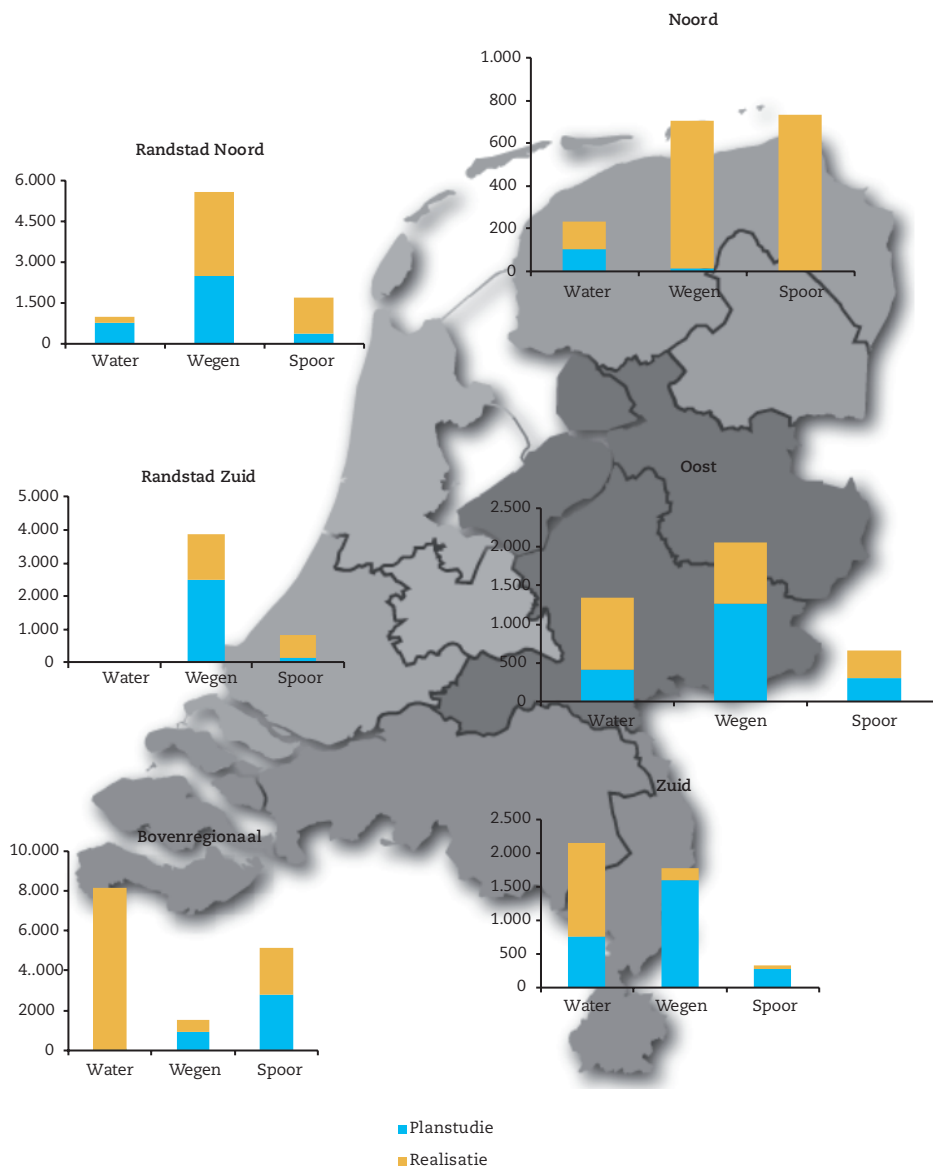 Noord
1.000
800
600
400
200
0
Water Wegen Spoor
Randstad Noord
6.000
4.500
3.000
1.500
0
Water Wegen Spoor
Randstad Zuid
5.000
4.000
3.000
2.000
1.000
0
Water Wegen Spoor
Oost
2.500
2.000
1.500
1.000
500
0
Water Wegen Spoor
Bovenregionaal
10.000
8.000
6.000
4..000
2000
0
Water Wegen Spoor
Zuid
2.500
2.000
1.500
1.000
500
0
Water Wegen Spoor
Planstudie
Realisatie